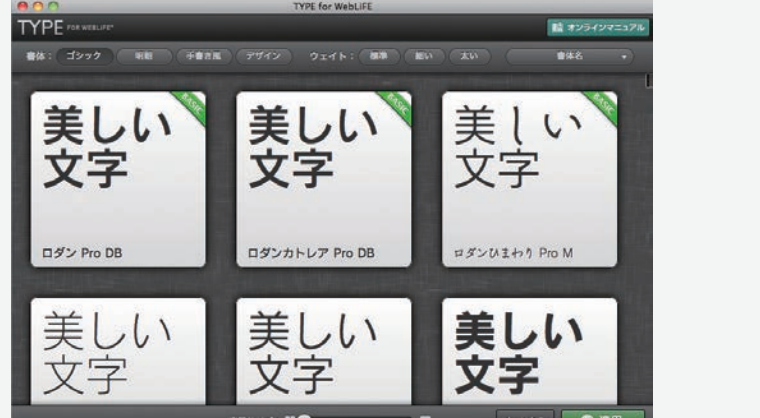 TYPE for WebLiFE
TYPE FOR WEBLIFE*
オンラインマニュアル
書体： ゴシック 明朝 手書き風 デザイン ウェイト： 標準 細い 太い 書体名
BASIC
美しい
文字
ロダン Pro DB
BASIC
美しい
文字
ロダンカトレア Pro DB
BASIC
美しい
文字
ロダンひまわり Pro M
美しい
文字
美しい
文字
美しい
文字